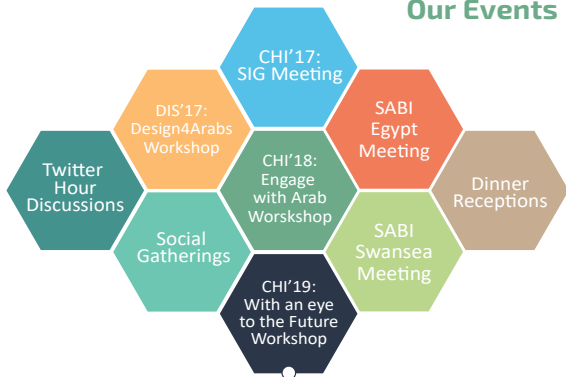 Our Events
CHI'17:
SIG Meeting
DIS'17:
Design4Arabs
Workshop
SABI
Egypt
Meeting
Twitter
Hour
Discussions
CHI'18:
Engage
with Arab
Worskshop
Dinner
Receptions
Social
Gatherings
SABI
Swansea
Meeting
CHI'19:
With an eye
to the Future
Workshop